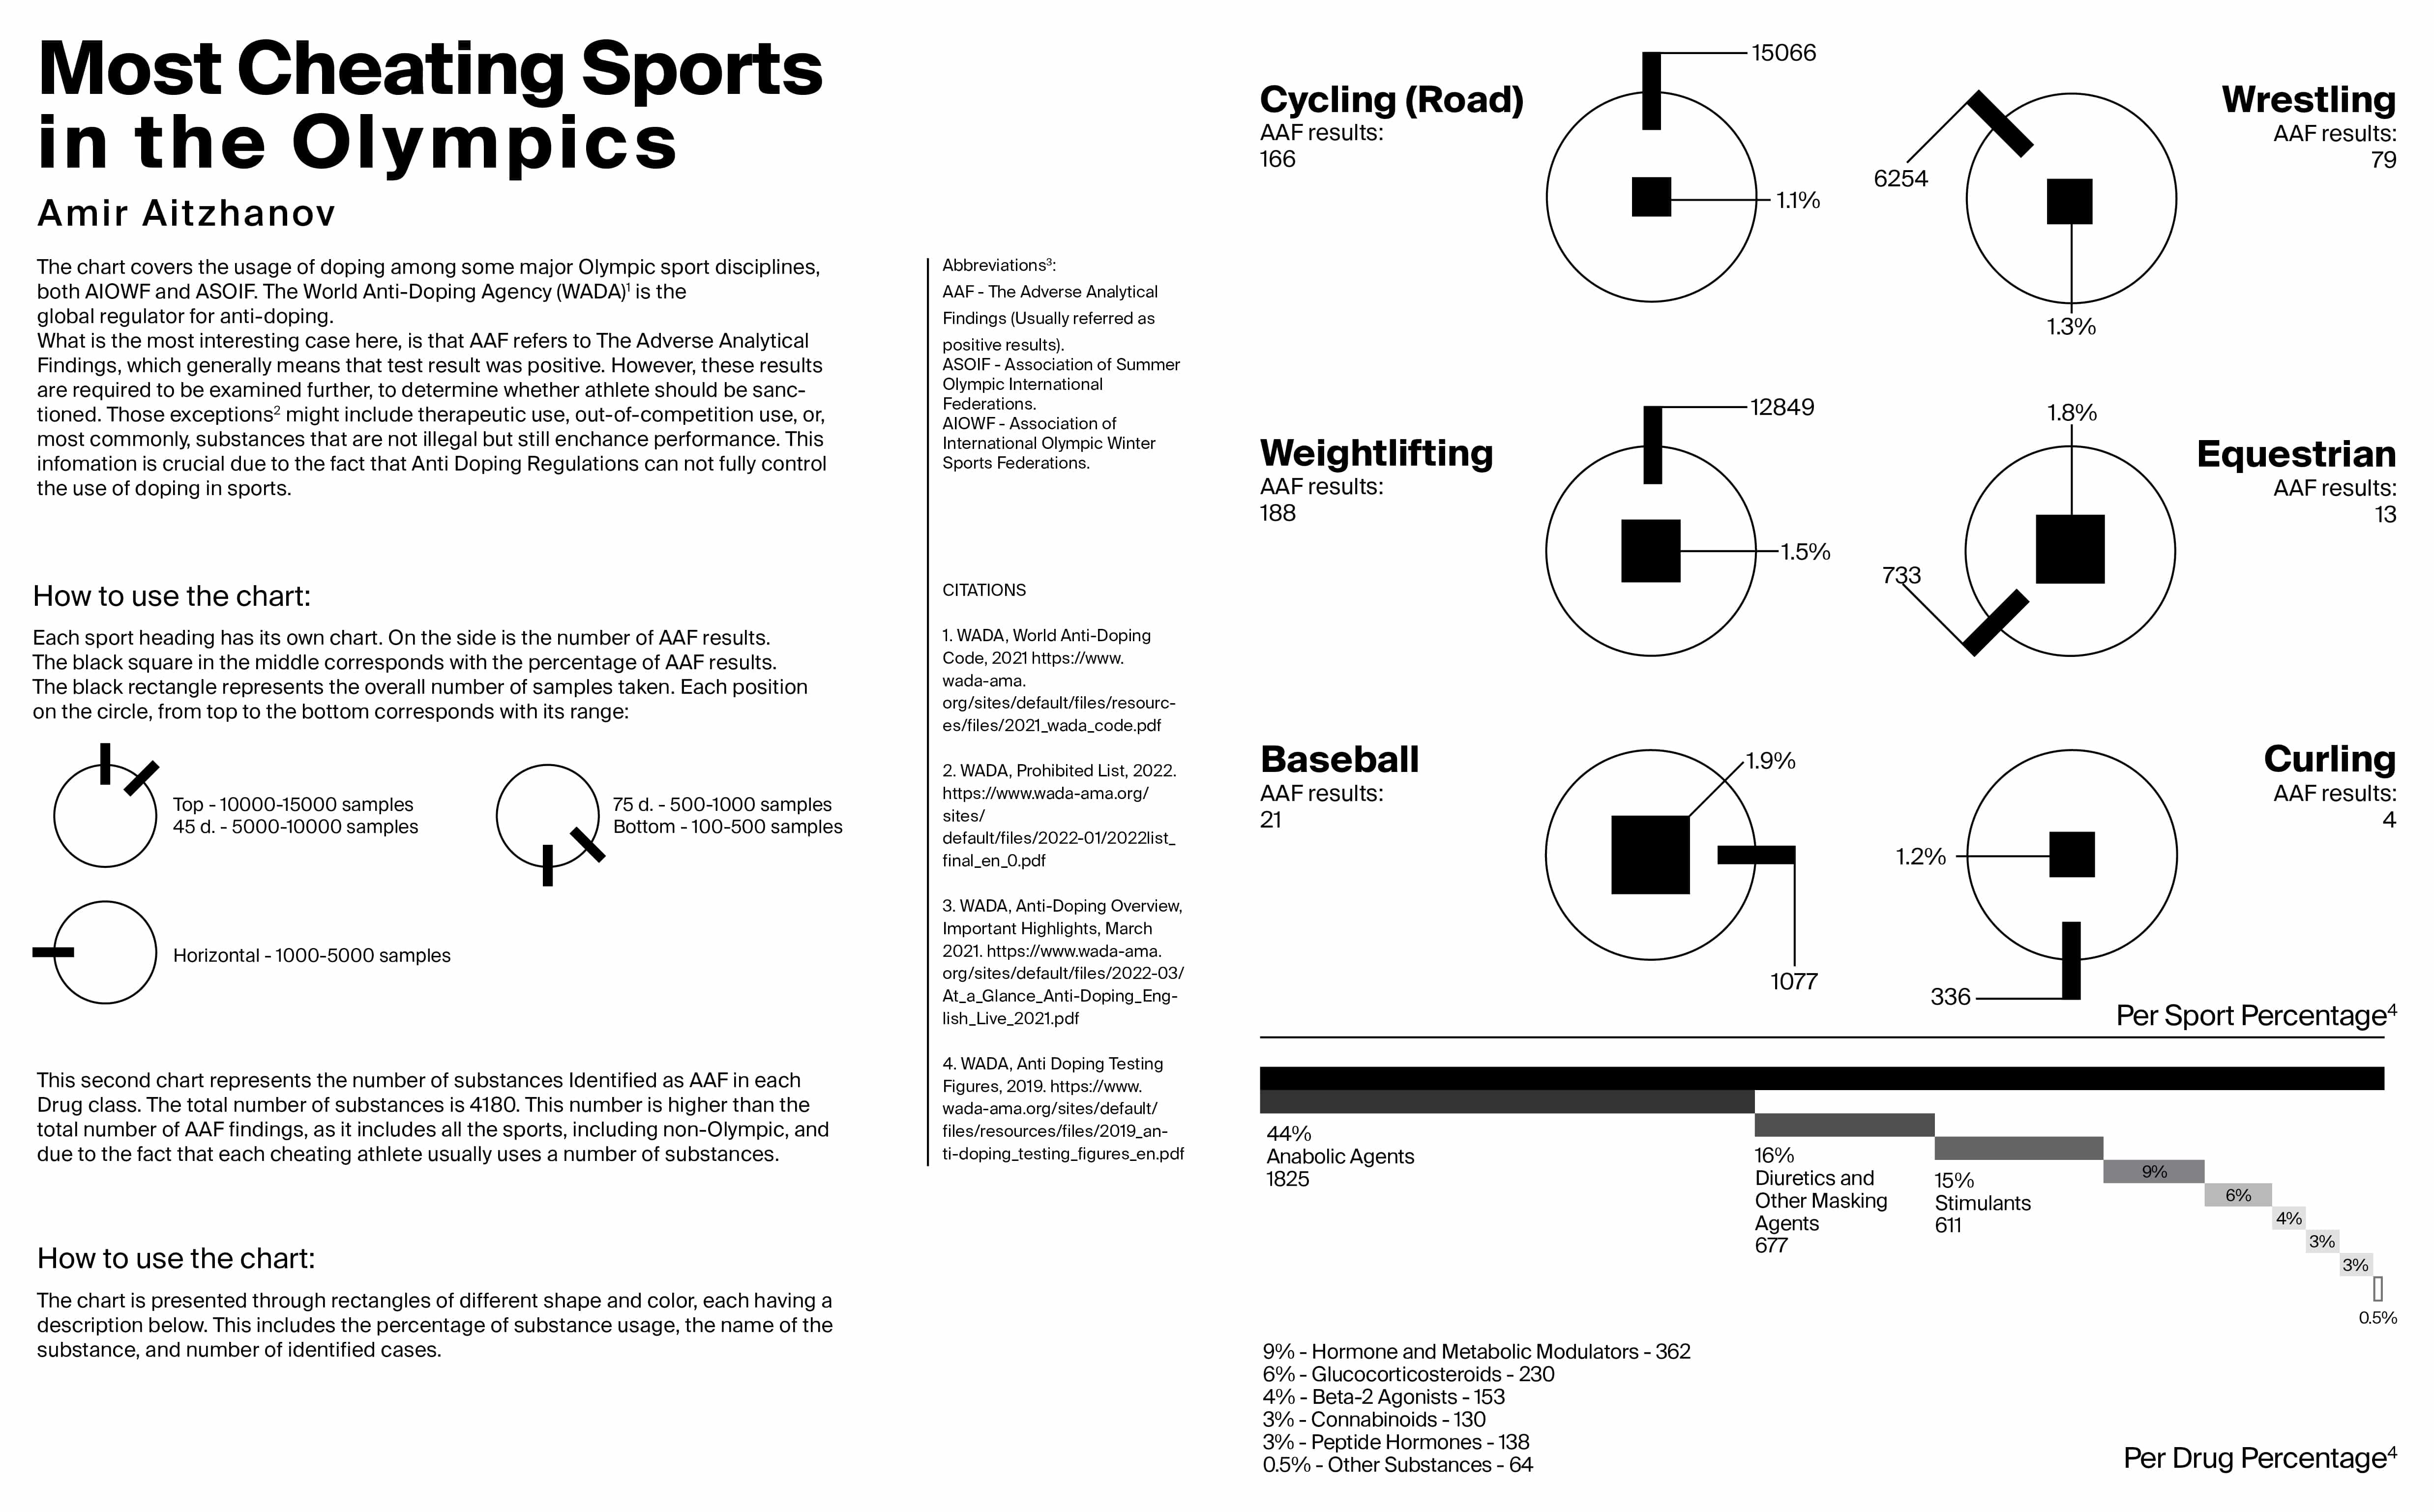 Most Cheating Sports
in the Olympics
Amir Aitzhanov
The chart covers the usage of doping among some major Olympic sport disciplines,
both AIOWF and ASOIF. The World Anti-Doping Agency (WADA)¹ is the
global regulator for anti-doping.
What is the most interesting case here, is that AAF refers to The Adverse Analytical
Findings, which generally means that test result was positive. However, these results
are required to be examined further, to determine whether athlete should be sanc-
tioned. Those exceptions² might include therapeutic use, out-of-competition use, or,
most commonly, substances that are not illegal but still enchance performance. This
infomation is crucial due to the fact that Anti Doping Regulations can not fully control
the use of doping in sports.
How to use the chart:
Each sport heading has its own chart. On the side is the number of AAF results.
The black square in the middle corresponds with the percentage of AAF results.
The black rectangle represents the overall number of samples taken. Each position
on the circle, from top to the bottom corresponds with its range:
Top - 10000-15000 samples
45 d. - 5000-10000 samples
75 d. - 500-1000 samples
Bottom - 100-500 samples
Horizontal - 1000-5000 samples
This second chart represents the number of substances Identified as AAF in each
Drug class. The total number of substances is 4180. This number is higher than the
total number of AAF findings, as it includes all the sports, including non-Olympic, and
due to the fact that each cheating athlete usually uses a number of substances.
How to use the chart:
The chart is presented through rectangles of different shape and color, each having a
description below. This includes the percentage of substance usage, the name of the
substance, and number of identified cases.
Abbreviations³:
AAF - The Adverse Analytical
Findings (Usually referred as
positive results).
ASOIF - Association of Summer
Olympic International
Federations.
AIOWF - Association of
International Olympic Winter
Sports Federations.
CITATIONS
1. WADA, World Anti-Doping
Code, 2021 https://www.
wada-ama.
org/sites/default/files/resourc-
es/files/2021_wada_code.pdf
2. WADA, Prohibited List, 2022.
https://www.wada-ama.org/
sites/
default/files/2022-01/2022list_
final_en_0.pdf
3. WADA, Anti-Doping Overview,
Important Highlights, March
2021. https://www.wada-ama.
org/sites/default/files/2022-03/
At_a_Glance_Anti-Doping_Eng-
lish_Live_2021.pdf
4. WADA, Anti Doping Testing
Figures, 2019. https://www.
wada-ama.org/sites/default/
files/resources/files/2019_an-
ti-doping_testing_figures_en.pdf
Cycling (Road)
AAF results:
166
15066
1.1%
Wrestling
AAF results:
79
6254
1.3%
Weightlifting
AAF results:
188
12849
1.5%
Equestrian
AAF results:
13
1.8%
733
Baseball
AAF results:
21
1.9%
1077
Curling
AAF results:
4
1.2%
336
Per Sport Percentage⁴
44%
Anabolic Agents
1825
16%
Diuretics and
Other Masking
Agents
677
15%
Stimulants
611
9%
6%
4%
3%
3%
0.5%
9% - Hormone and Metabolic Modulators - 362
6% - Glucocorticosteroids - 230
4% - Beta-2 Agonists - 153
3% - Connabinoids - 130
3% - Peptide Hormones - 138
0.5% - Other Substances - 64
Per Drug Percentage⁴